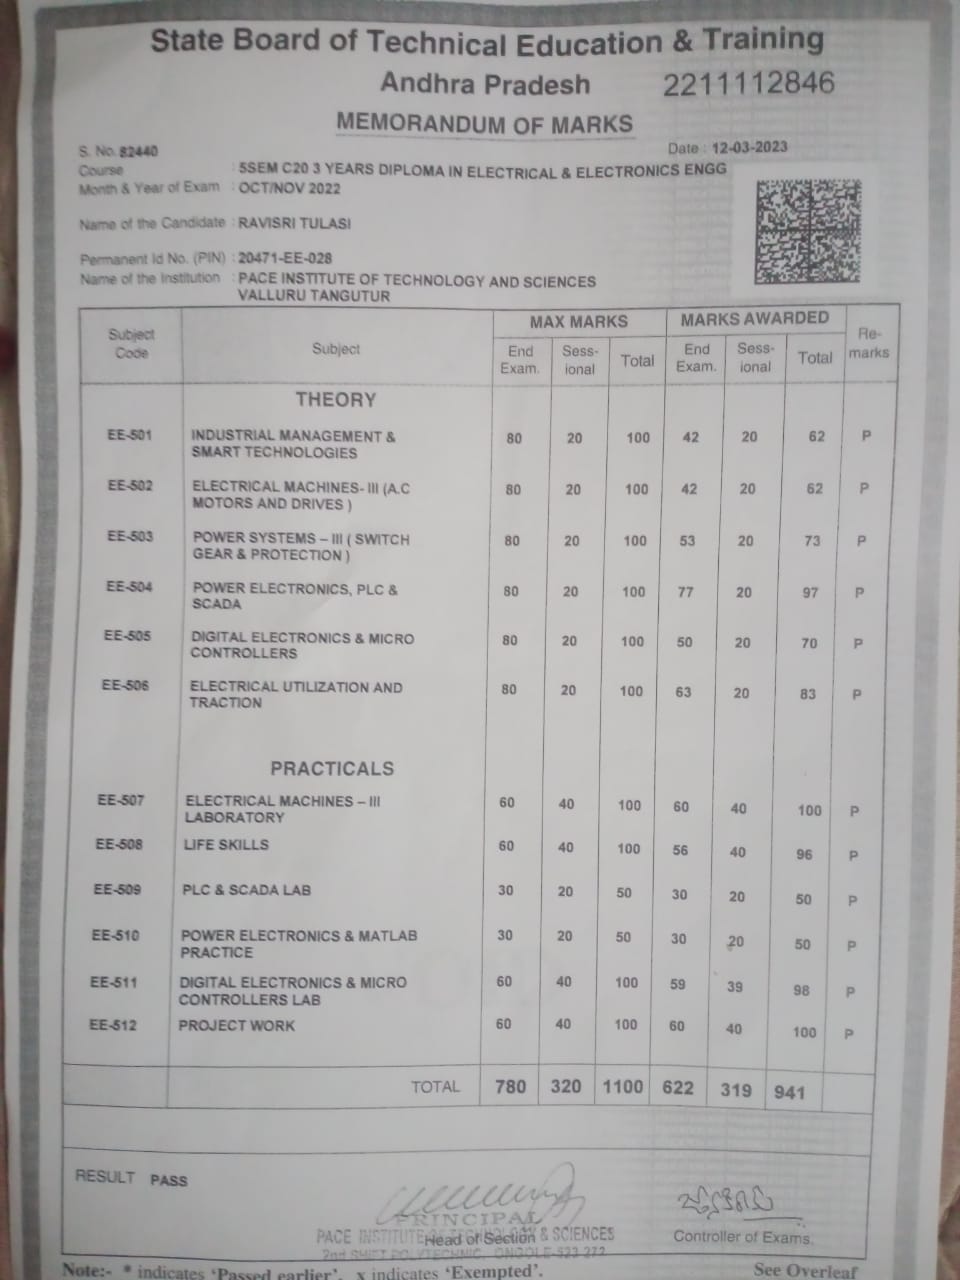 State Board of Technical Education & Training
Andhra Pradesh 2211112846
MEMORANDUM OF MARKS
S. No. 82440 Date : 12-03-2023
Course : 5SEM C20 3 YEARS DIPLOMA IN ELECTRICAL & ELECTRONICS ENGG
Month & Year of Exam : OCT/NOV 2022
Name of the Candidate : RAVISRI TULASI
Permanent Id No. (PIN) : 20471-EE-028
Name of the Institution : PACE INSTITUTE OF TECHNOLOGY AND SCIENCES
VALLURU TANGUTUR
Subject Code Subject MAX MARKS MARKS AWARDED Re-marks
End Exam. Sess-ional Total End Exam. Sess-ional Total
THEORY
EE-501 INDUSTRIAL MANAGEMENT & 80 20 100 42 20 62 P
SMART TECHNOLOGIES
EE-502 ELECTRICAL MACHINES- III (A.C 80 20 100 42 20 62 P
MOTORS AND DRIVES )
EE-503 POWER SYSTEMS – III ( SWITCH 80 20 100 53 20 73 P
GEAR & PROTECTION )
EE-504 POWER ELECTRONICS, PLC & 80 20 100 77 20 97 P
SCADA
EE-505 DIGITAL ELECTRONICS & MICRO 80 20 100 50 20 70 P
CONTROLLERS
EE-506 ELECTRICAL UTILIZATION AND 80 20 100 63 20 83 P
TRACTION
PRACTICALS
EE-507 ELECTRICAL MACHINES – III 60 40 100 60 40 100 P
LABORATORY
EE-508 LIFE SKILLS 60 40 100 56 40 96 P
EE-509 PLC & SCADA LAB 30 20 50 30 20 50 P
EE-510 POWER ELECTRONICS & MATLAB 30 20 50 30 20 50 P
PRACTICE
EE-511 DIGITAL ELECTRONICS & MICRO 60 40 100 59 39 98 P
CONTROLLERS LAB
EE-512 PROJECT WORK 60 40 100 60 40 100 P
TOTAL 780 320 1100 622 319 941
RESULT PASS
PRINCIPAL
PACE INSTITUTE OF TECHNOLOGY & SCIENCES
Head of Section Controller of Exams.
2nd SHIFT POLYTECHNIC, ONGOLE-523 272
Note:- * indicates 'Passed earlier', x indicates 'Exempted'. See Overleaf